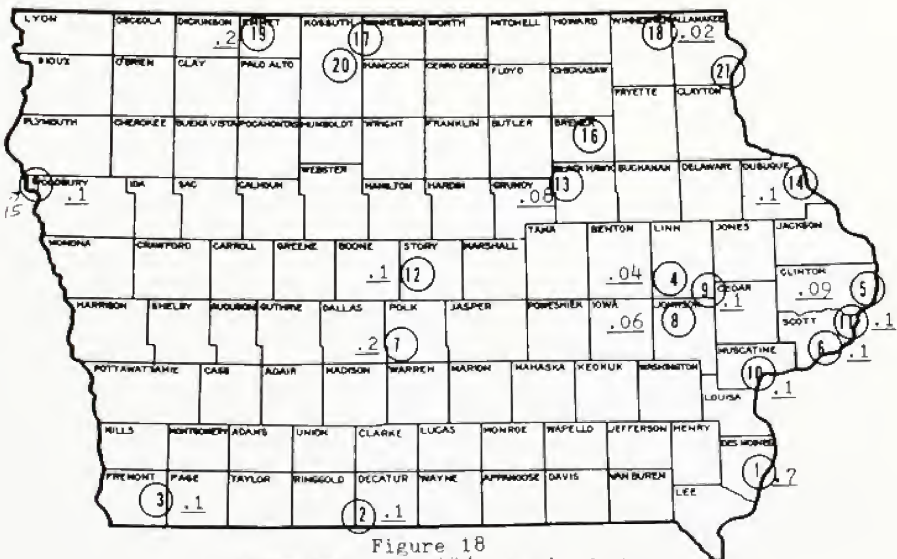 LYON OSCEOLA DICKINSON EMMET KOSSUTH WINNEBAGO WORTH MITCHELL HOWARD WINNESHIEK ALLAMAKEE
.2 19 17 18 .02
SIOUX O'BRIEN CLAY PALO ALTO 20 HANCOCK CERRO GORDO FLOYD CHICKASAW 21
FAYETTE CLAYTON
PLYMOUTH CHEROKEE BUENA VISTA POCAHONTAS HUMBOLDT WRIGHT FRANKLIN BUTLER BREMER
16
WEBSTER BLACK HAWK BUCHANAN DELAWARE DUBUQUE
15 WOODBURY .1 IDA SAC CALHOUN HAMILTON HARDIN GRUNDY .08 13 .1 14
MONONA CRAWFORD CARROLL GREENE BOONE STORY MARSHALL TAMA BENTON LINN JONES JACKSON
.1 12 .04 4 9 CEDAR .1 CLINTON .09 5
HARRISON SHELBY AUDUBON GUTHRIE DALLAS POLK JASPER POWESHIEK IOWA JOHNSON SCOTT 11 .1
.2 7 .06 8 6 .1
POTTAWATTAMIE CASS ADAIR MADISON WARREN MARION MAHASKA KEOKUK WASHINGTON MUSCATINE
10 .1
LOUISA
MILLS MONTGOMERY ADAMS UNION CLARKE LUCAS MONROE WAPELLO JEFFERSON HENRY DES MOINES
1 .7
FREMONT 3 PAGE .1 TAYLOR RINGGOLD DECATUR 2 .1 WAYNE APPANOOSE DAVIS VAN BUREN LEE
Figure 18